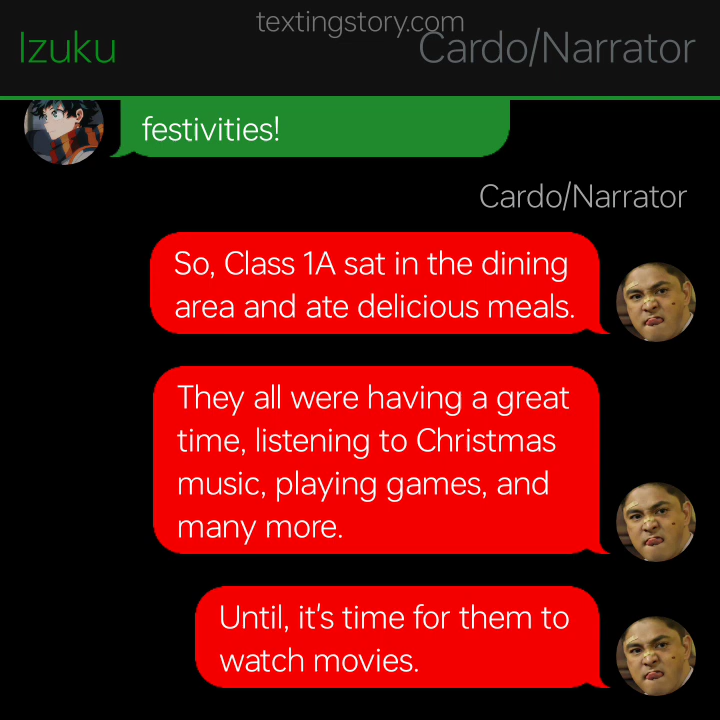 textingstory.com
Izuku
Cardo/Narrator
festivities!
Cardo/Narrator
So, Class 1A sat in the dining
area and ate delicious meals.
They all were having a great
time, listening to Christmas
music, playing games, and
many more.
Until, it's time for them to
watch movies.